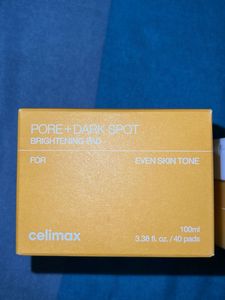 PORE+DARK SPOT
BRIGHTENING PAD
FOR EVEN SKIN TONE
100ml
celimax 3.38 fl. oz. / 40 pads